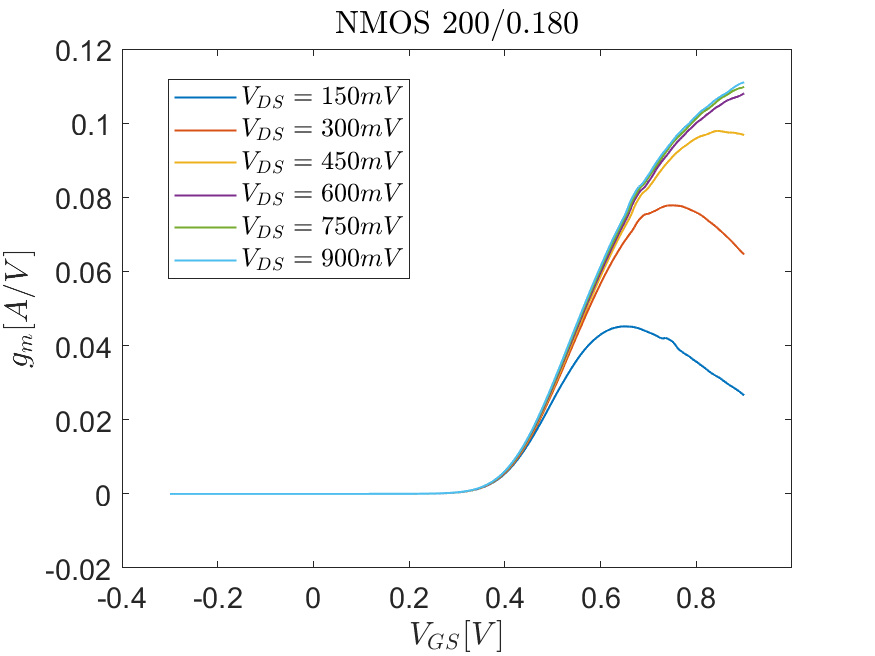 NMOS 200/0.180
0.12
0.1
0.08
0.06
0.04
0.02
0
-0.02
g_m[A/V]
V_DS = 150mV
V_DS = 300mV
V_DS = 450mV
V_DS = 600mV
V_DS = 750mV
V_DS = 900mV
-0.4 -0.2 0 0.2 0.4 0.6 0.8
V_GS[V]